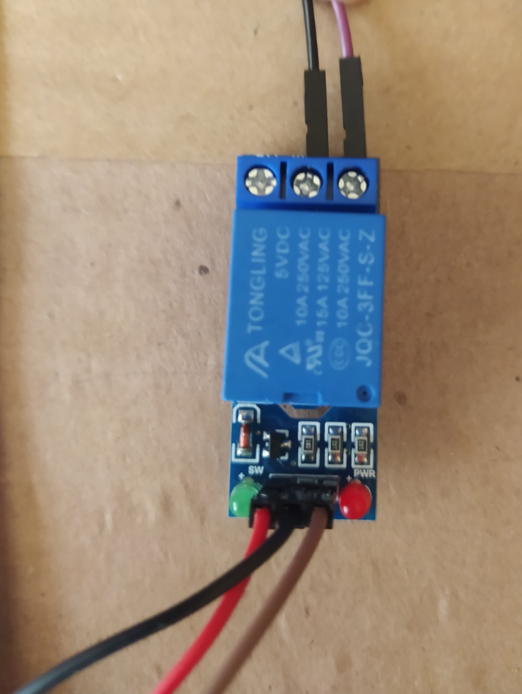 TONGLING
5VDC
10A 250VAC
15A 125VAC
10A 250VAC
JQC-3FF-S-Z
SW
PWR
+
+